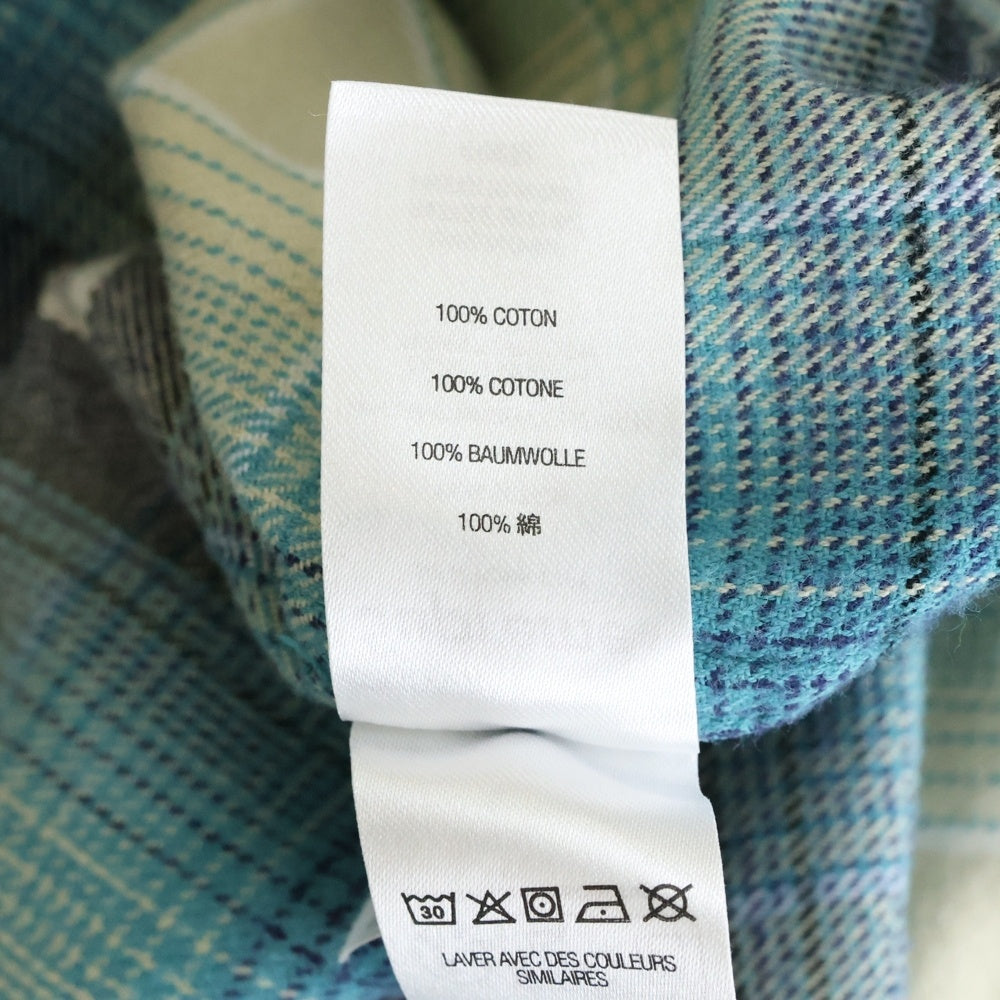 100% COTON
100% COTONE
100% BAUMWOLLE
100% 綿
30
LAVER AVEC DES COULEURS
SIMILAIRES